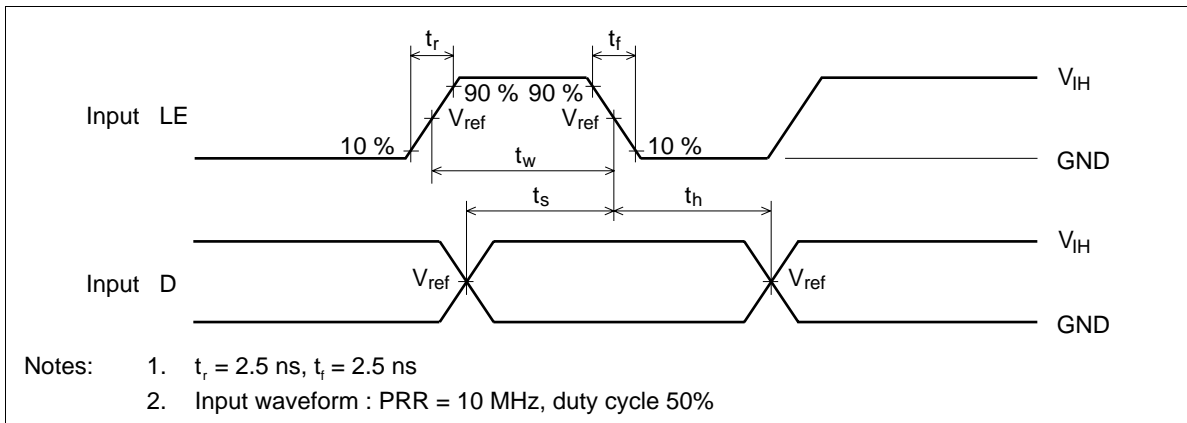 tr tf
VIH
Input LE
90 % 90 %
Vref Vref
10 % 10 %
tw
GND
ts th
VIH
Input D
Vref Vref
GND
Notes: 1. tr = 2.5 ns, tf = 2.5 ns
2. Input waveform : PRR = 10 MHz, duty cycle 50%